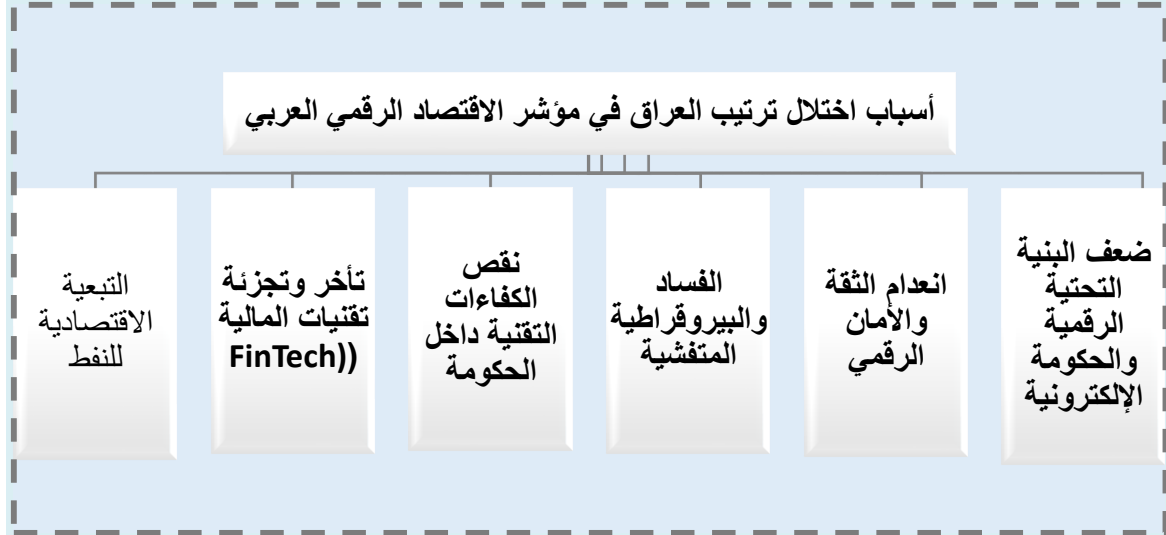 أسباب اختلال ترتيب العراق في مؤشر الاقتصاد الرقمي العربي
ضعف البنية
التحتية
الرقمية
والحكومة
الإلكترونية
انعدام الثقة
والأمان
الرقمي
الفساد
والبيروقراطية
المتفشية
نقص
الكفاءات
التقنية داخل
الحكومة
تأخر وتجزئة
تقنيات المالية
FinTech))
التبعية
الاقتصادية
للنفط